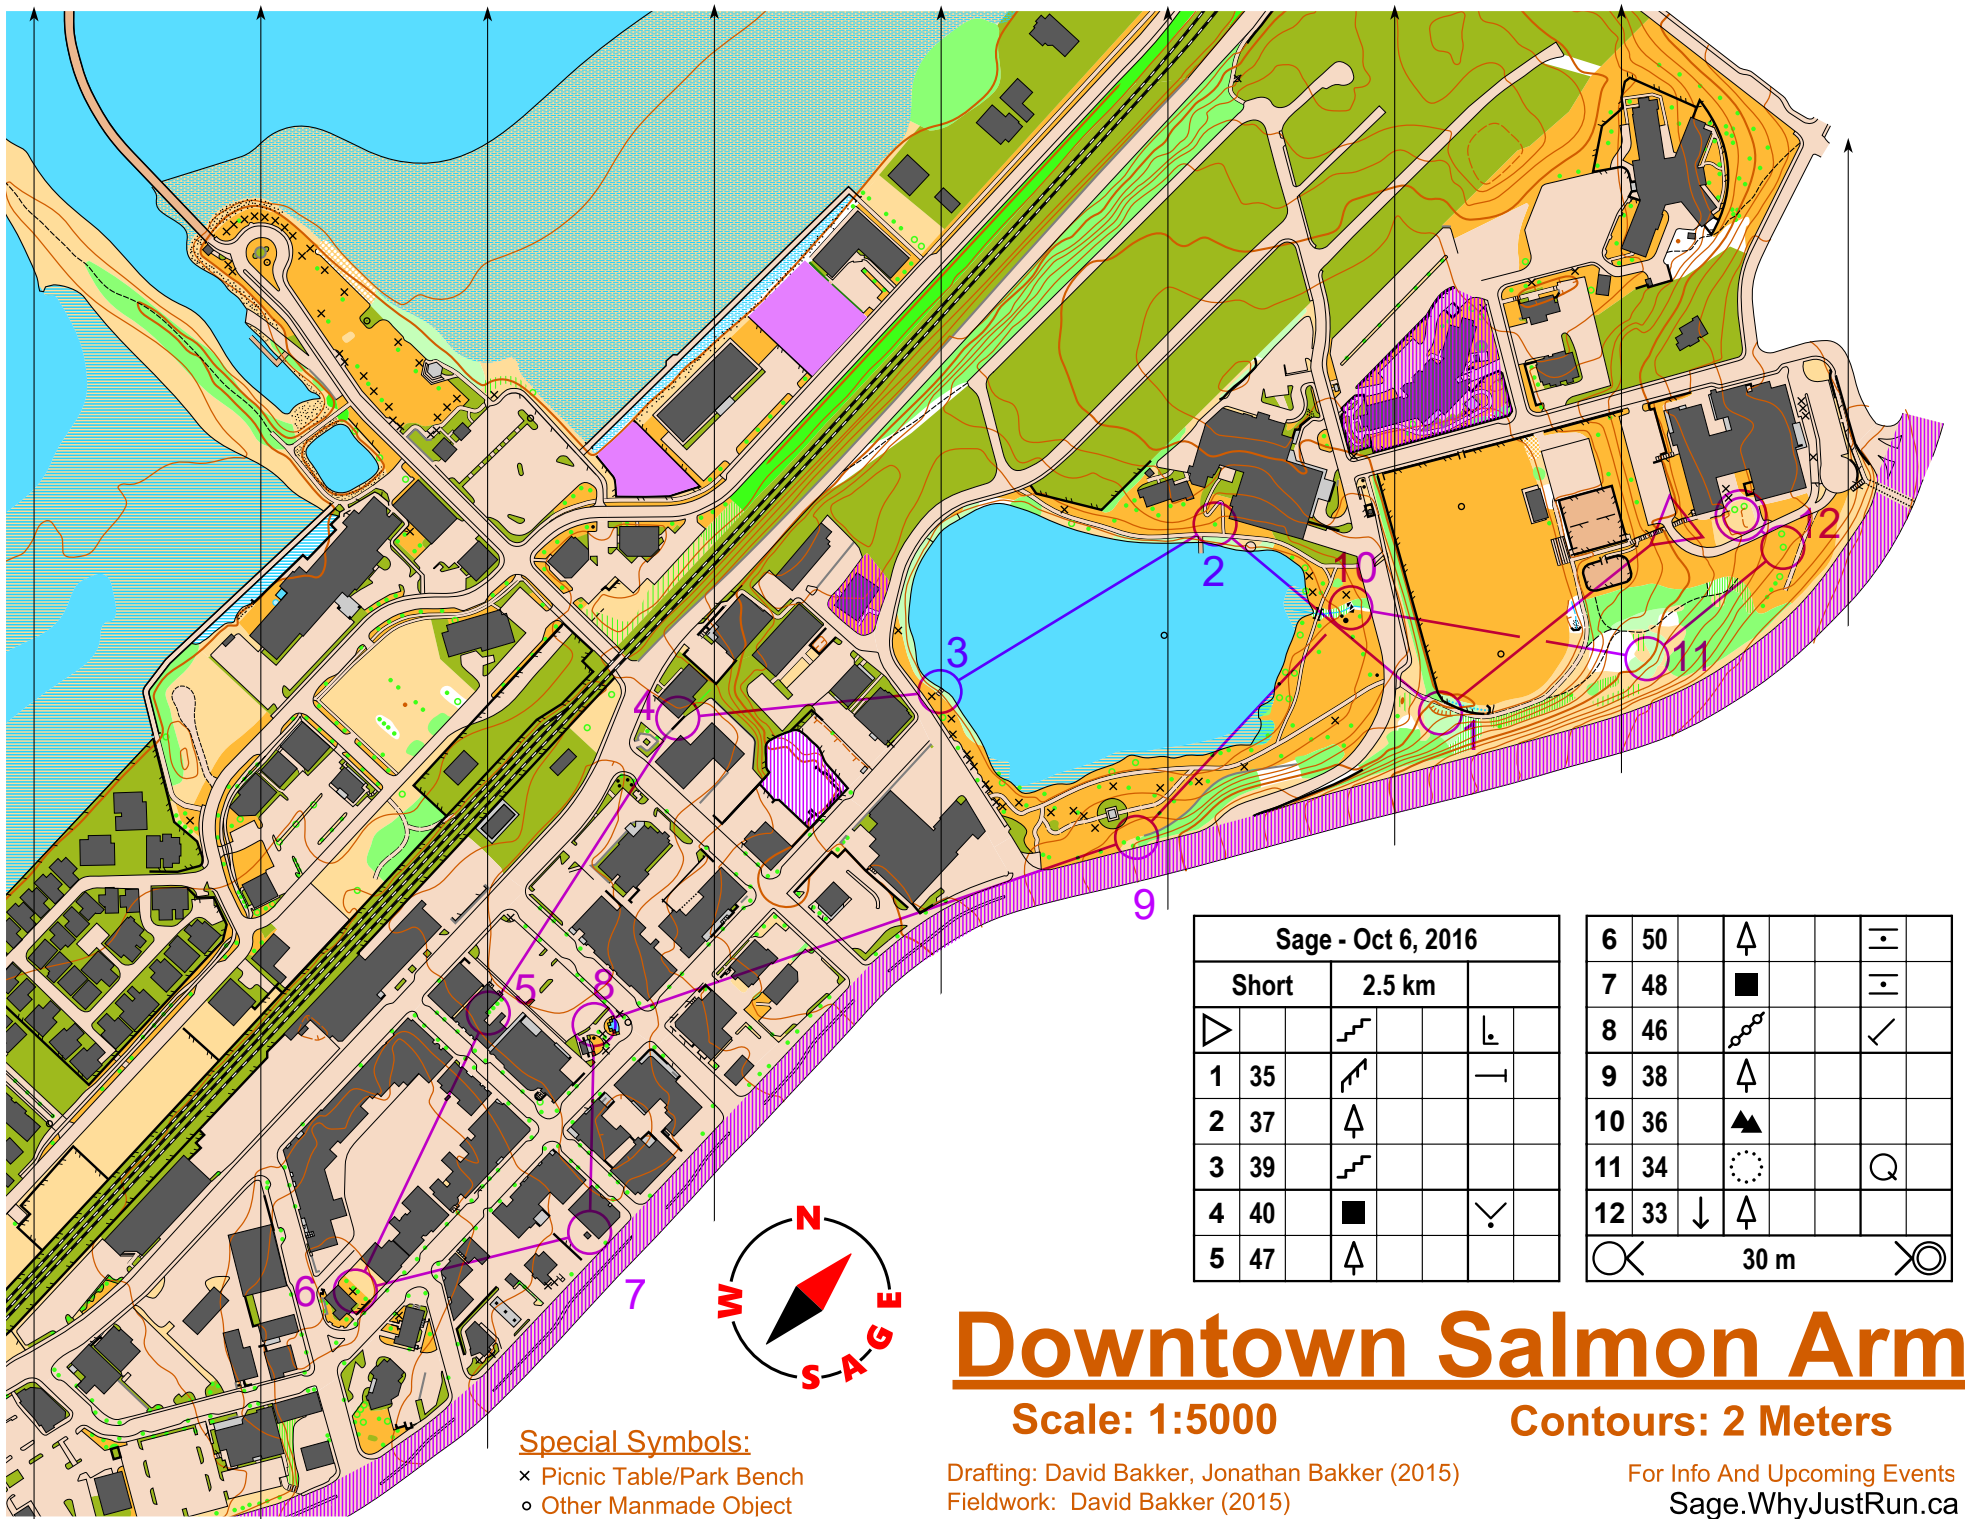 10
2
3
12
11
4
1
9
5
8
6
7
Sage - Oct 6, 2016
Short 2.5 km
1 35
2 37
3 39
4 40
5 47
6 50
7 48
8 46
9 38
10 36
11 34
12 33
30 m
N
W E
S A G
Downtown Salmon Arm
Scale: 1:5000 Contours: 2 Meters
Special Symbols:
× Picnic Table/Park Bench
o Other Manmade Object
Drafting: David Bakker, Jonathan Bakker (2015)
Fieldwork: David Bakker (2015)
For Info And Upcoming Events
Sage.WhyJustRun.ca